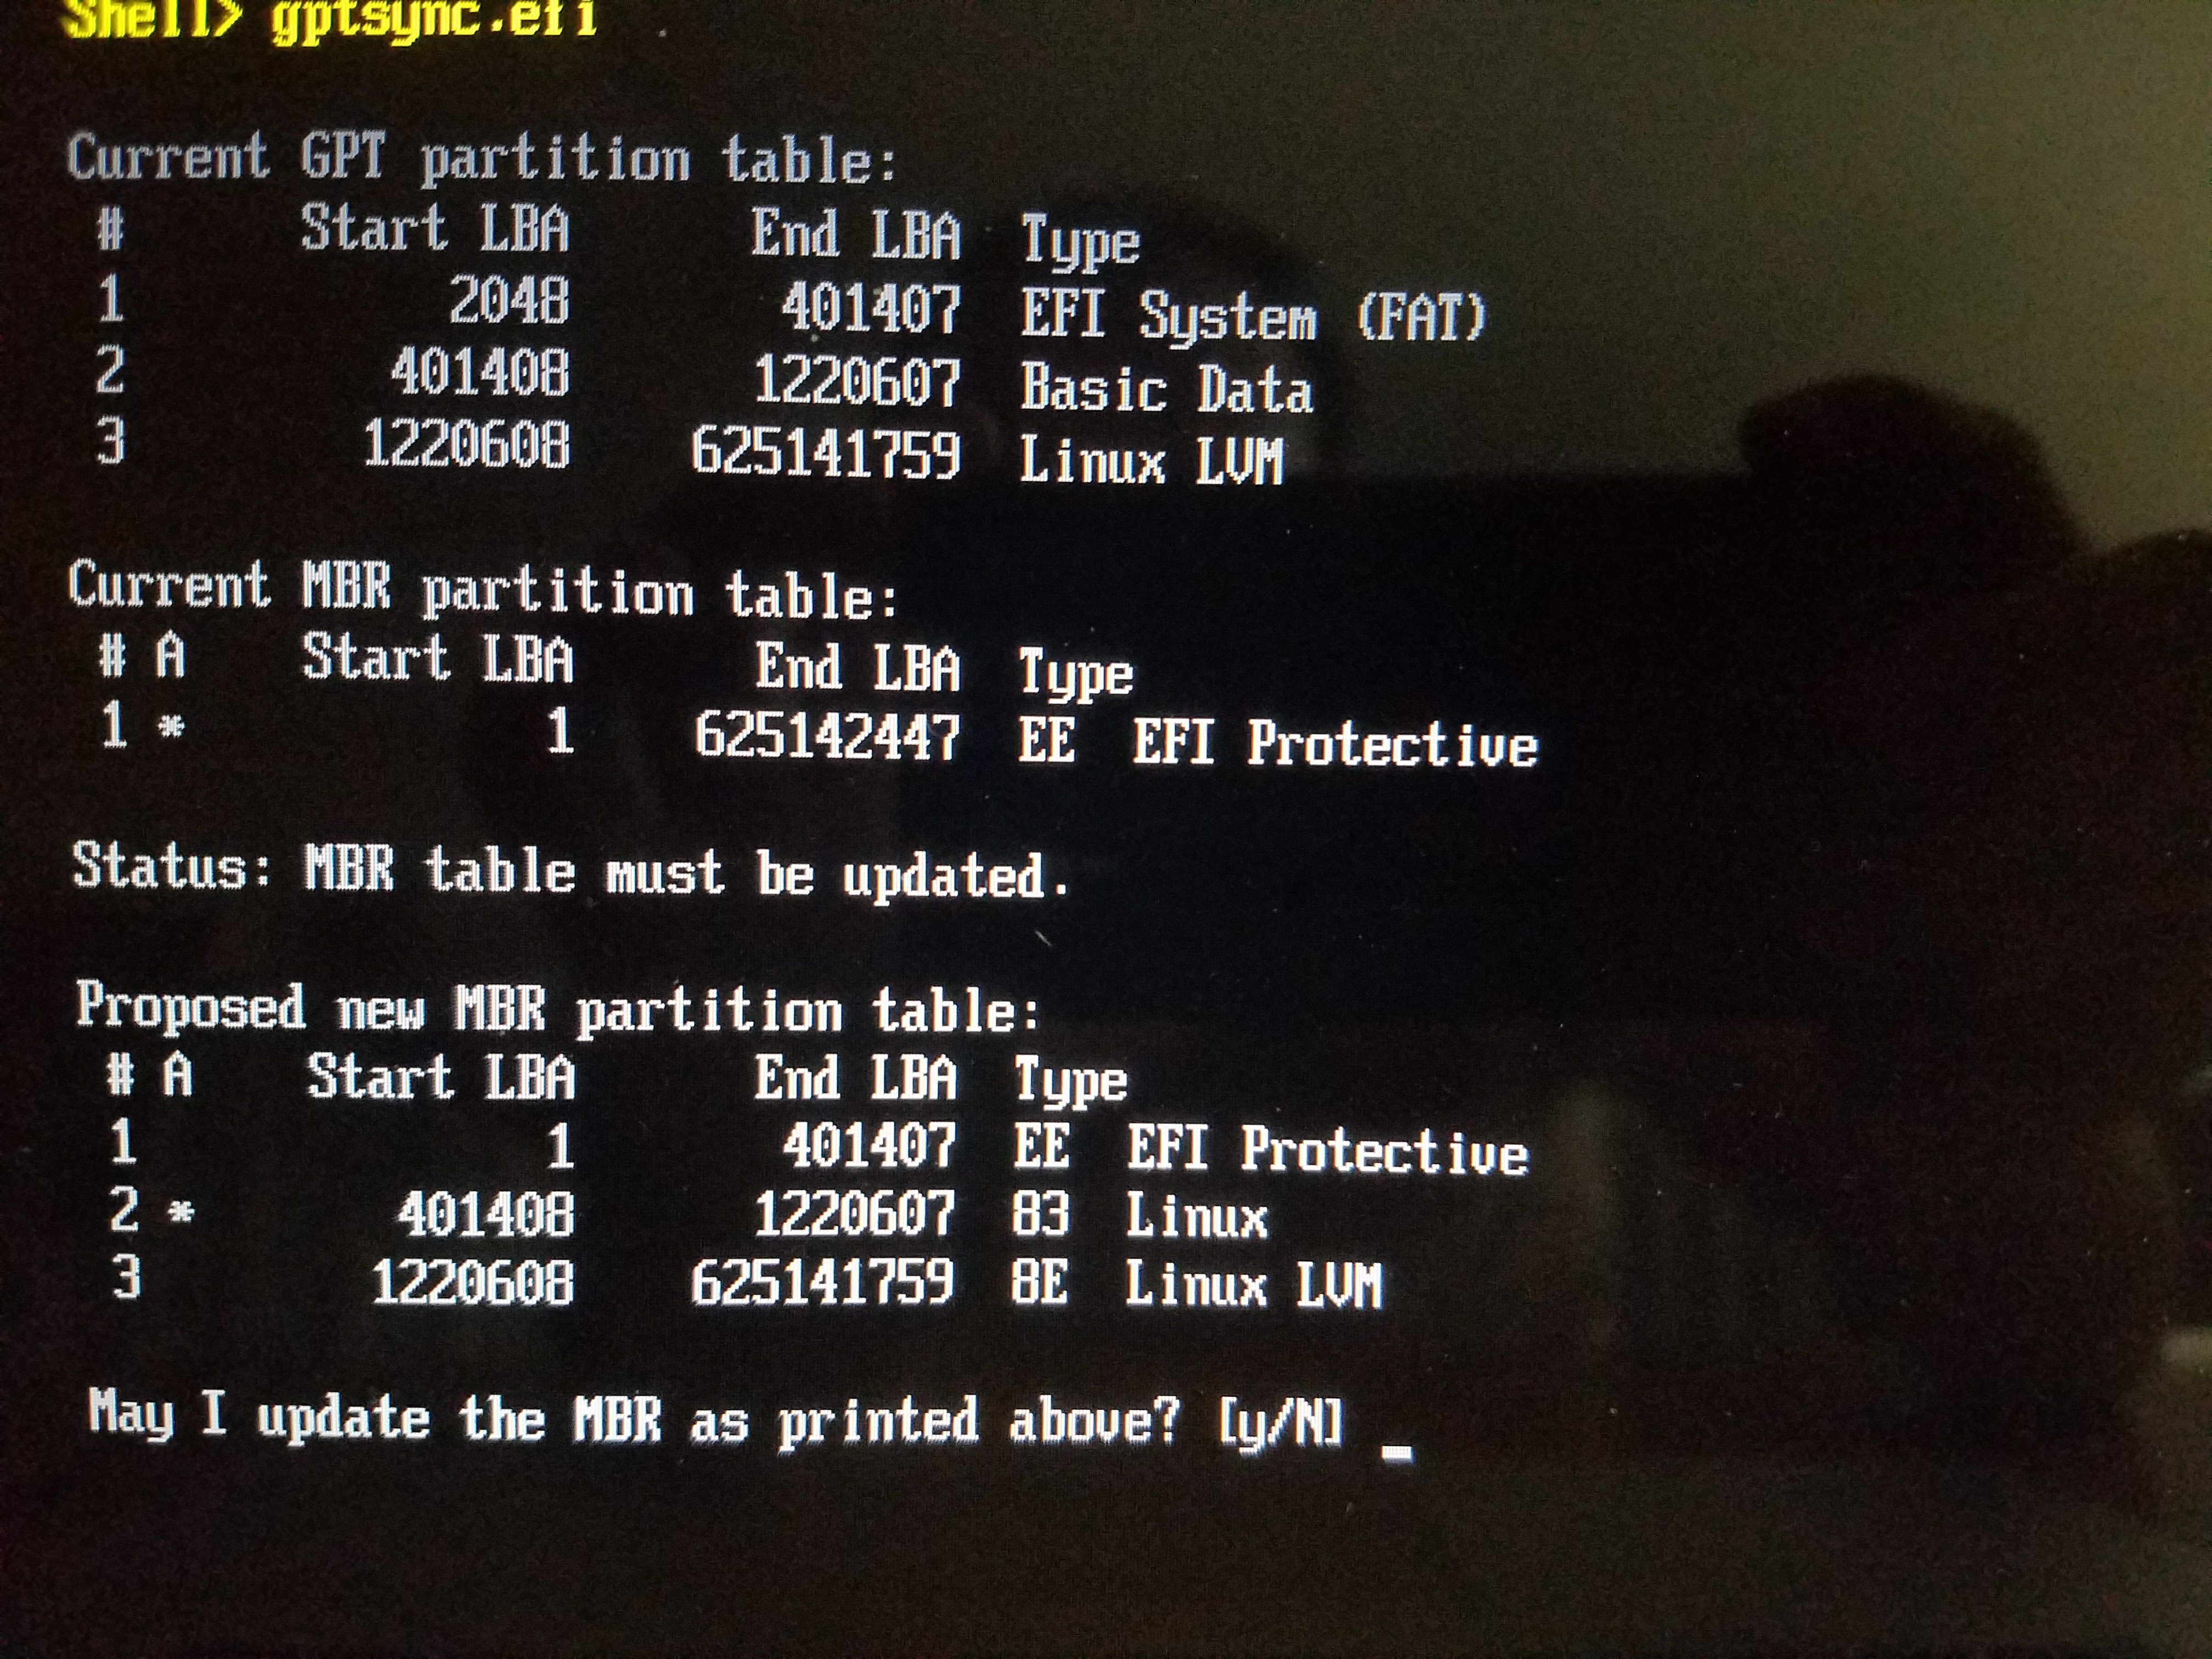 Shell> gptsync.efi
Current GPT partition table:
# Start LBA End LBA Type
1 2048 401407 EFI System (FAT)
2 401408 1220607 Basic Data
3 1220608 625141759 Linux LVM
Current MBR partition table:
# A Start LBA End LBA Type
1 * 1 625142447 EE EFI Protective
Status: MBR table must be updated.
Proposed new MBR partition table:
# A Start LBA End LBA Type
1 1 401407 EE EFI Protective
2 * 401408 1220607 83 Linux
3 1220608 625141759 8E Linux LVM
May I update the MBR as printed above? [y/N] _